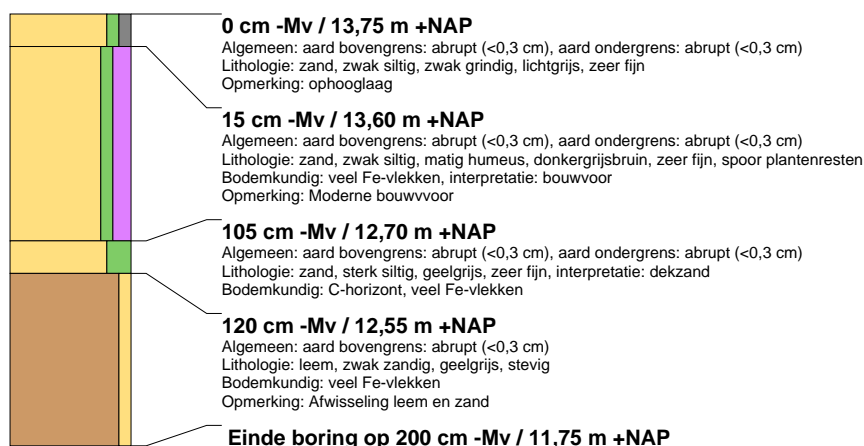 0 cm -Mv / 13,75 m +NAP
Algemeen: aard bovengrens: abrupt (<0,3 cm), aard ondergrens: abrupt (<0,3 cm)
Lithologie: zand, zwak siltig, zwak grindig, lichtgrijs, zeer fijn
Opmerking: ophooglaag
15 cm -Mv / 13,60 m +NAP
Algemeen: aard bovengrens: abrupt (<0,3 cm), aard ondergrens: abrupt (<0,3 cm)
Lithologie: zand, zwak siltig, matig humeus, donkergrijsbruin, zeer fijn, spoor plantenresten
Bodemkundig: veel Fe-vlekken, interpretatie: bouwvoor
Opmerking: Moderne bouwvvoor
105 cm -Mv / 12,70 m +NAP
Algemeen: aard bovengrens: abrupt (<0,3 cm), aard ondergrens: abrupt (<0,3 cm)
Lithologie: zand, sterk siltig, geelgrijs, zeer fijn, interpretatie: dekzand
Bodemkundig: C-horizont, veel Fe-vlekken
120 cm -Mv / 12,55 m +NAP
Algemeen: aard bovengrens: abrupt (<0,3 cm)
Lithologie: leem, zwak zandig, geelgrijs, stevig
Bodemkundig: veel Fe-vlekken
Opmerking: Afwisseling leem en zand
Einde boring op 200 cm -Mv / 11,75 m +NAP